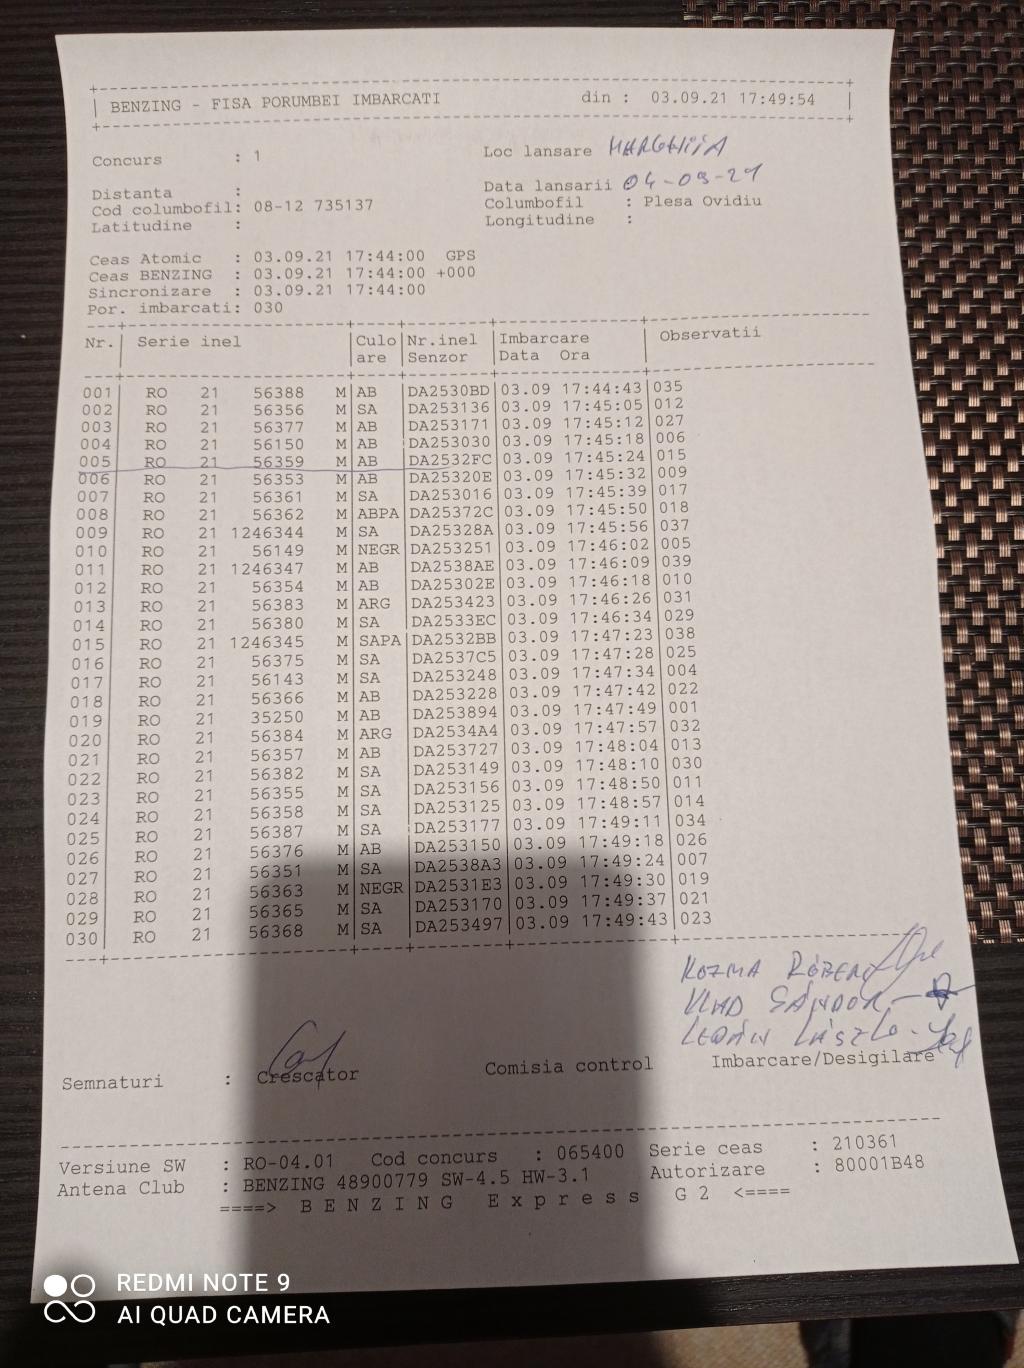 BENZING - FISA PORUMBEI IMBARCATI din : 03.09.21 17:49:54
Concurs : 1 Loc lansare MARGHITA
Distanta : Data lansarii 04-09-21
Cod columbofil: 08-12 735137 Columbofil : Plesa Ovidiu
Latitudine : Longitudine :
Ceas Atomic : 03.09.21 17:44:00 GPS
Ceas BENZING : 03.09.21 17:44:00 +000
Sincronizare : 03.09.21 17:44:00
Por. imbarcati: 030
Nr. Serie inel Culo Nr.inel Imbarcare Observatii
are Senzor Data Ora
001 RO 21 56388 M AB DA2530BD 03.09 17:44:43 035
002 RO 21 56356 M SA DA253136 03.09 17:45:05 012
003 RO 21 56377 M AB DA253171 03.09 17:45:12 027
004 RO 21 56150 M AB DA253030 03.09 17:45:18 006
005 RO 21 56359 M AB DA2532FC 03.09 17:45:24 015
006 RO 21 56353 M AB DA25320E 03.09 17:45:32 009
007 RO 21 56361 M SA DA253016 03.09 17:45:39 017
008 RO 21 56362 M ABPA DA25372C 03.09 17:45:50 018
009 RO 21 1246344 M SA DA25328A 03.09 17:45:56 037
010 RO 21 56149 M NEGR DA253251 03.09 17:46:02 005
011 RO 21 1246347 M AB DA2538AE 03.09 17:46:09 039
012 RO 21 56354 M AB DA25302E 03.09 17:46:18 010
013 RO 21 56383 M ARG DA253423 03.09 17:46:26 031
014 RO 21 56380 M SA DA2533EC 03.09 17:46:34 029
015 RO 21 1246345 M SAPA DA2532BB 03.09 17:47:23 038
016 RO 21 56375 M SA DA2537C5 03.09 17:47:28 025
017 RO 21 56143 M SA DA253248 03.09 17:47:34 004
018 RO 21 56366 M AB DA253228 03.09 17:47:42 022
019 RO 21 35250 M AB DA253894 03.09 17:47:49 001
020 RO 21 56384 M ARG DA2534A4 03.09 17:47:57 032
021 RO 21 56357 M AB DA253727 03.09 17:48:04 013
022 RO 21 56382 M SA DA253149 03.09 17:48:10 030
023 RO 21 56355 M SA DA253156 03.09 17:48:50 011
024 RO 21 56358 M SA DA253125 03.09 17:48:57 014
025 RO 21 56387 M SA DA253177 03.09 17:49:11 034
026 RO 21 56376 M AB DA253150 03.09 17:49:18 026
027 RO 21 56351 M SA DA2538A3 03.09 17:49:24 007
028 RO 21 56363 M NEGR DA2531E3 03.09 17:49:30 019
029 RO 21 56365 M SA DA253170 03.09 17:49:37 021
030 RO 21 56368 M SA DA253497 03.09 17:49:43 023
KOZMA RÓBERT
VLAD SÁNDOR -
LÁSZLO -
Semnaturi : Crescator Comisia control Imbarcare/Desigilare
Versiune SW : RO-04.01 Cod concurs : 065400 Serie ceas : 210361
Antena Club : BENZING 48900779 SW-4.5 HW-3.1 Autorizare : 80001B48
====> B E N Z I N G E x p r e s s G 2 <====
REDMI NOTE 9
AI QUAD CAMERA